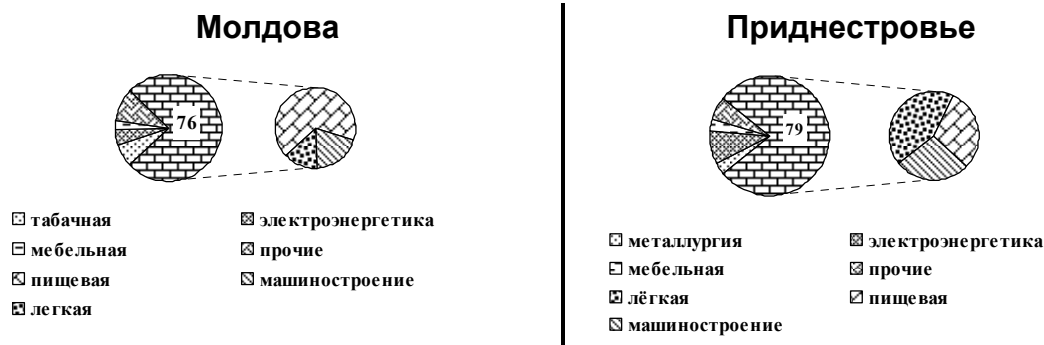 Молдова
76
табачная
электроэнергетика
мебельная
прочие
пищевая
машиностроение
легкая
Приднестровье
79
металлургия
электроэнергетика
мебельная
прочие
лёгкая
пищевая
машиностроение